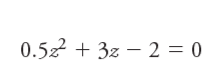 0.5z² + 3z − 2 = 0